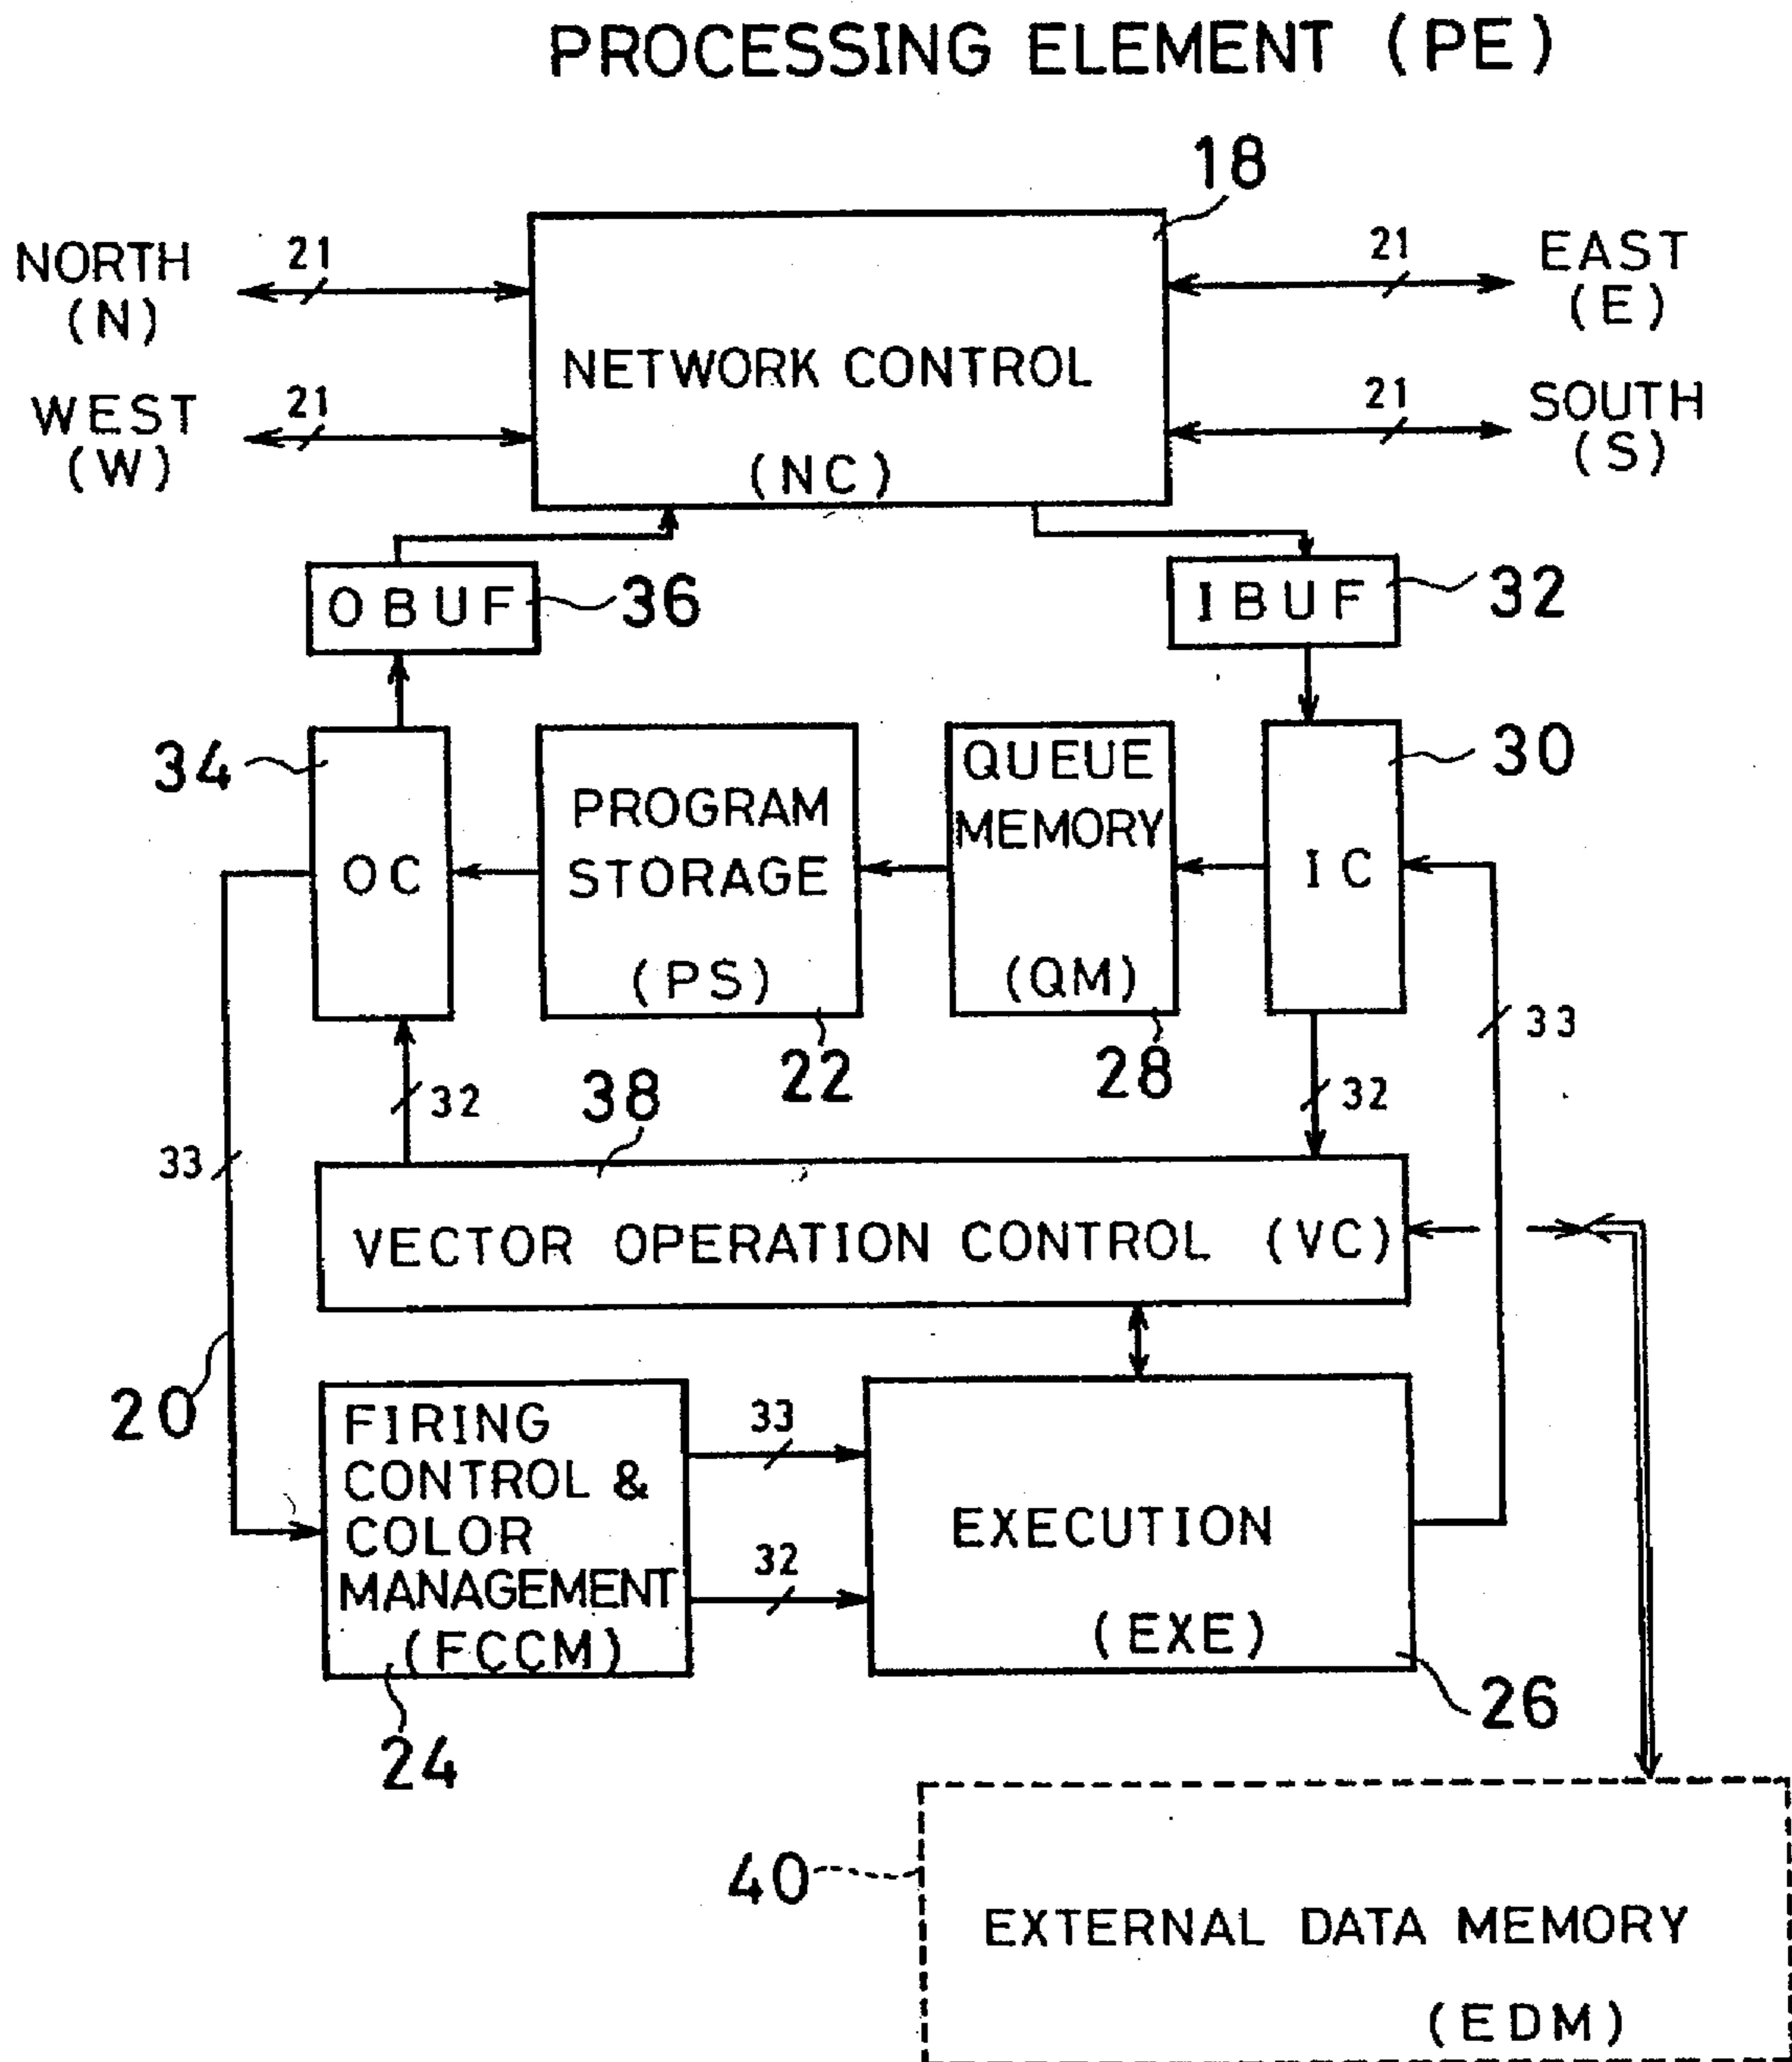 PROCESSING ELEMENT (PE)
18
NORTH
(N)
21
21
EAST
(E)
NETWORK CONTROL
(NC)
WEST
(W)
21
21
SOUTH
(S)
OBUF
36
IBUF
32
34
OC
PROGRAM
STORAGE
(PS)
22
QUEUE
MEMORY
(QM)
28
IC
30
33
32
38
32
33
VECTOR OPERATION CONTROL (VC)
20
FIRING
CONTROL &
COLOR
MANAGEMENT
(FCCM)
24
33
32
EXECUTION
(EXE)
26
40
EXTERNAL DATA MEMORY
(EDM)